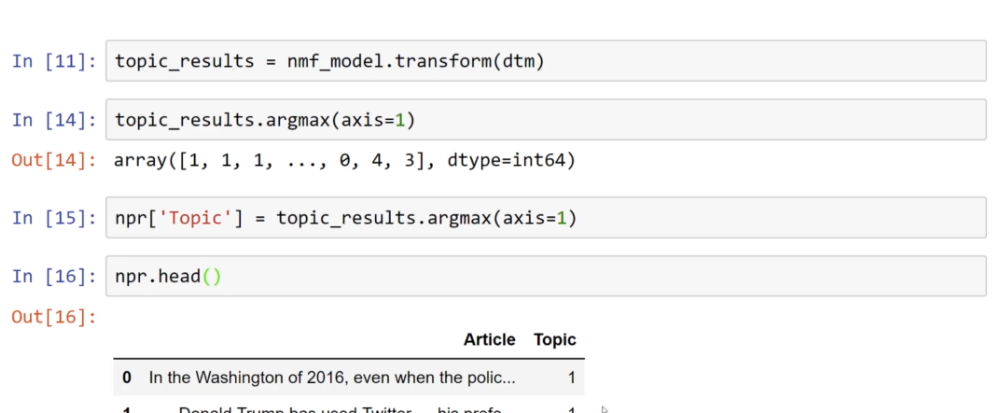 In [11]: topic_results = nmf_model.transform(dtm)
In [14]: topic_results.argmax(axis=1)
Out[14]: array([1, 1, 1, ..., 0, 4, 3], dtype=int64)
In [15]: npr['Topic'] = topic_results.argmax(axis=1)
In [16]: npr.head()
Out[16]:
Article Topic
0 In the Washington of 2016, even when the polic... 1
1 Donald Trump has used Twitter — his prefe... 1